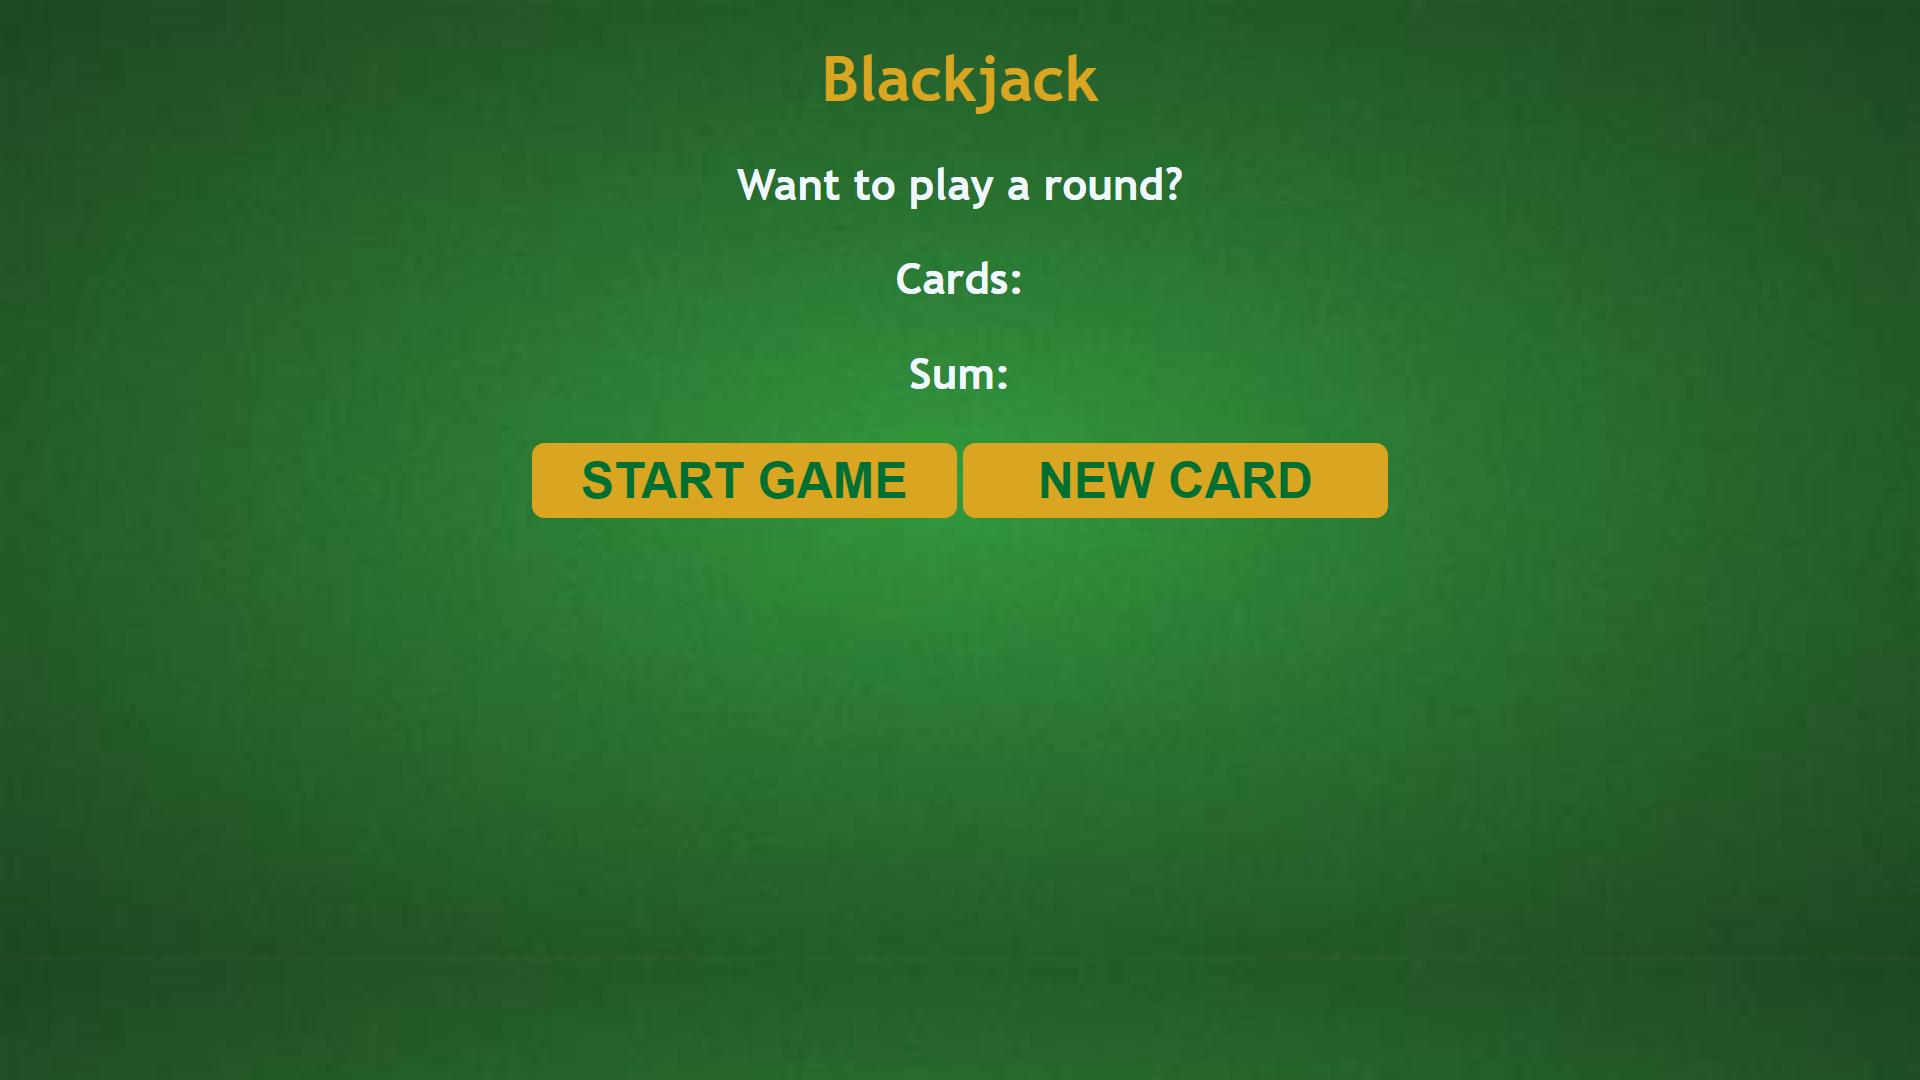 Blackjack
Want to play a round?
Cards:
Sum:
START GAME NEW CARD